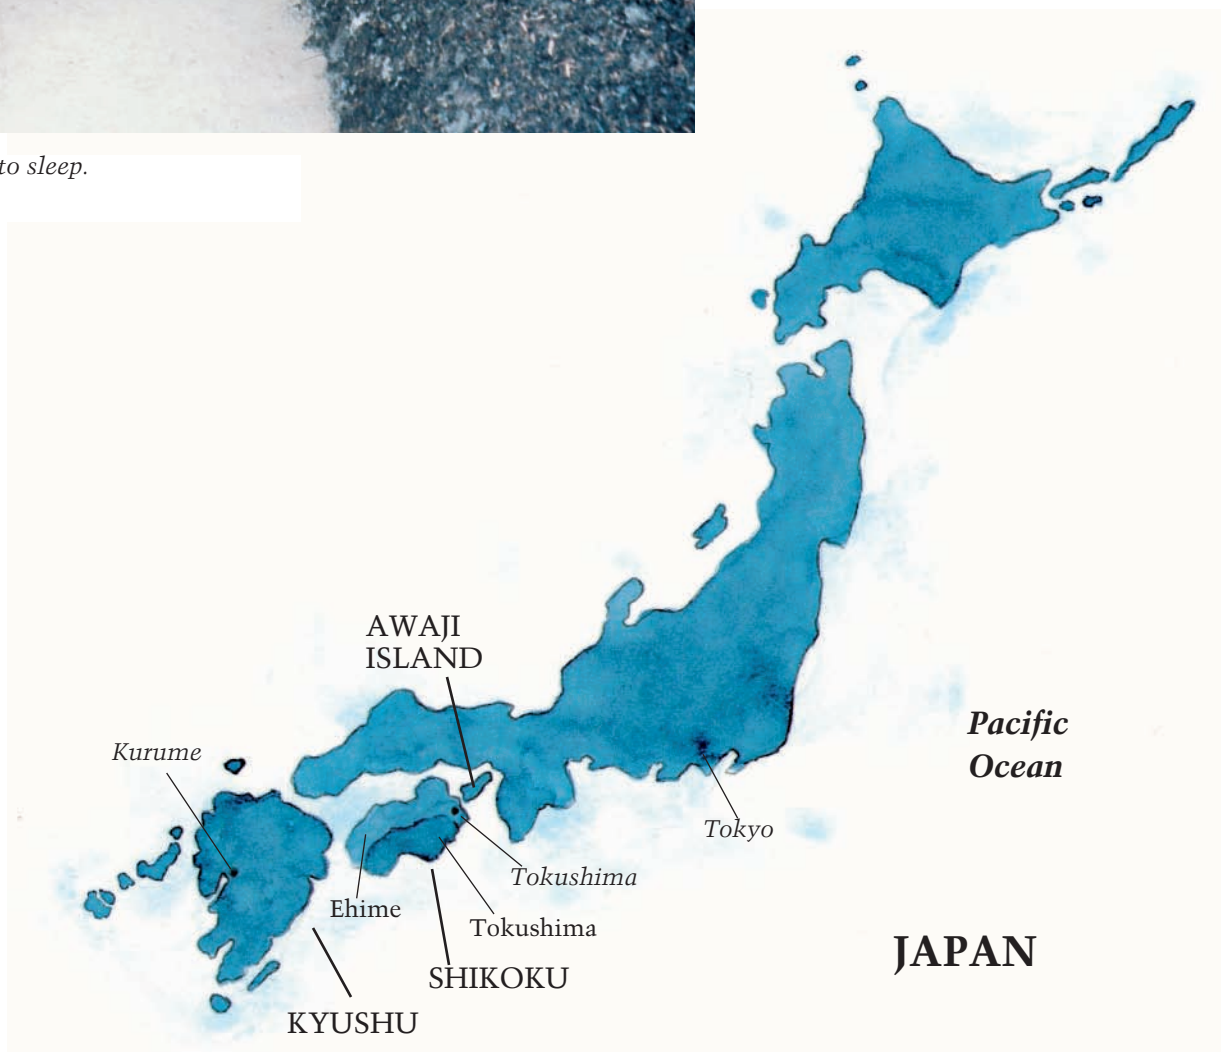 to sleep.
AWAJI
ISLAND
Kurume
Pacific
Ocean
Tokyo
Tokushima
Ehime
Tokushima
JAPAN
SHIKOKU
KYUSHU